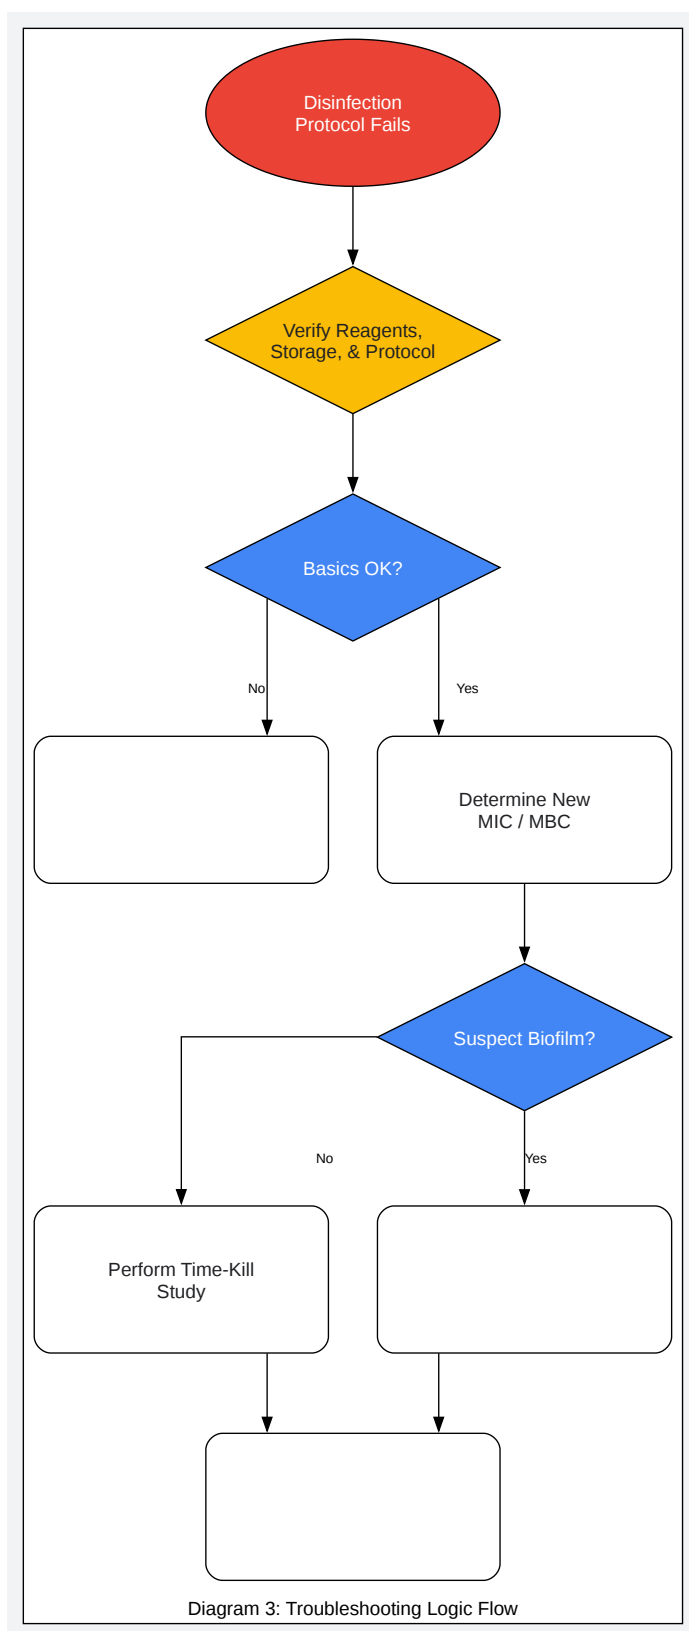 Disinfection
Protocol Fails
Verify Reagents,
Storage, & Protocol
Basics OK?
No
Yes
Determine New
MIC / MBC
Suspect Biofilm?
No
Yes
Perform Time-Kill
Study
Diagram 3: Troubleshooting Logic Flow